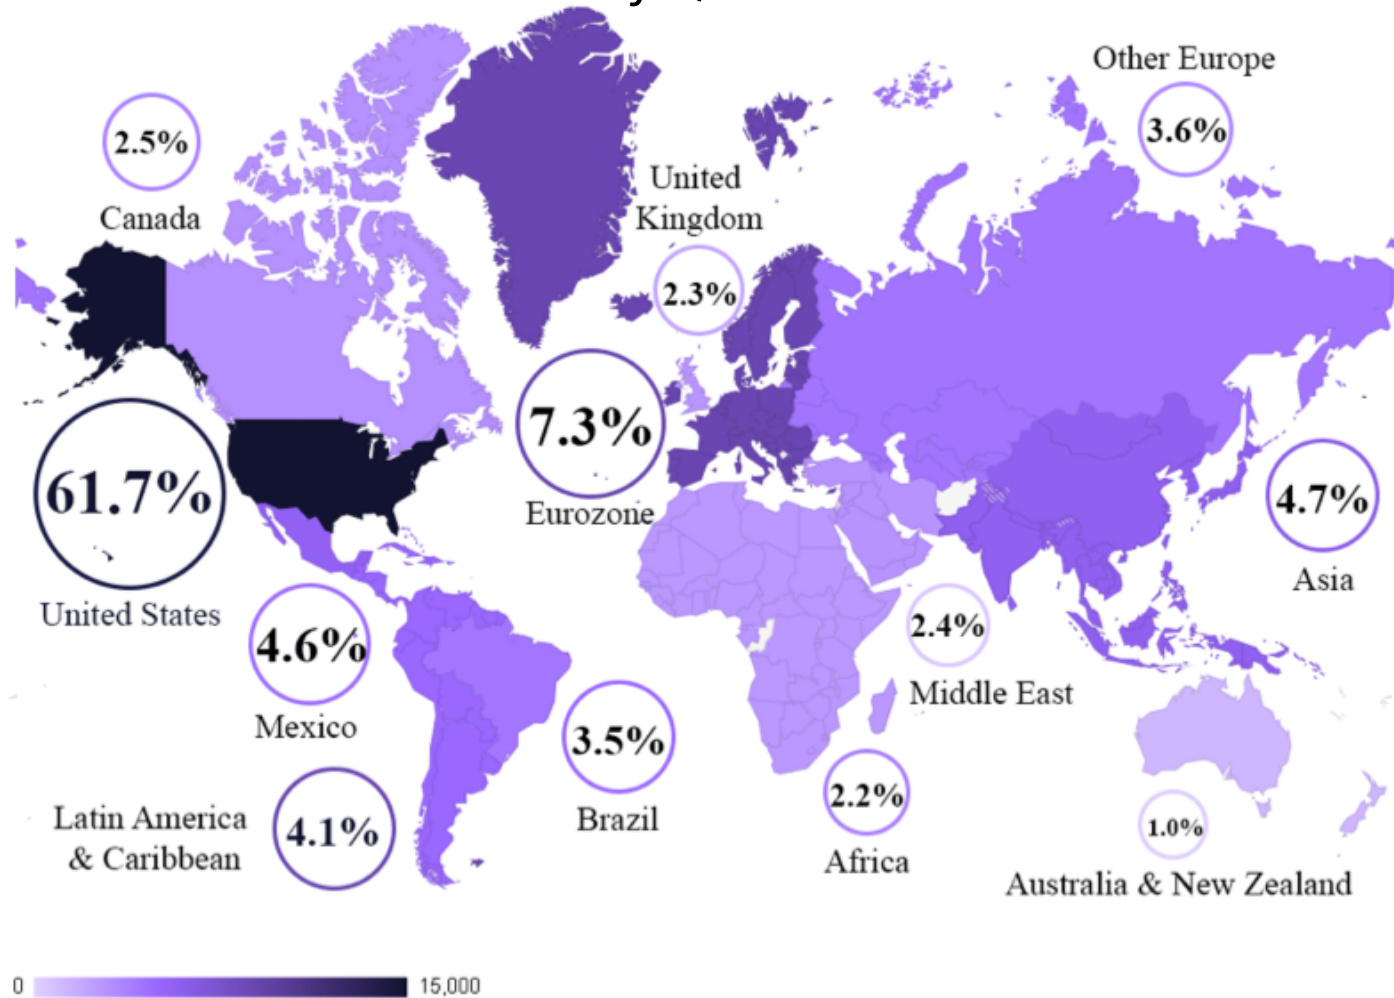 Other Europe
3.6%
2.5%
Canada
United
Kingdom
2.3%
7.3%
Eurozone
61.7%
United States
4.7%
Asia
4.6%
Mexico
2.4%
Middle East
3.5%
Brazil
2.2%
Africa
Latin America
& Caribbean
4.1%
1.0%
Australia & New Zealand
0
15,000